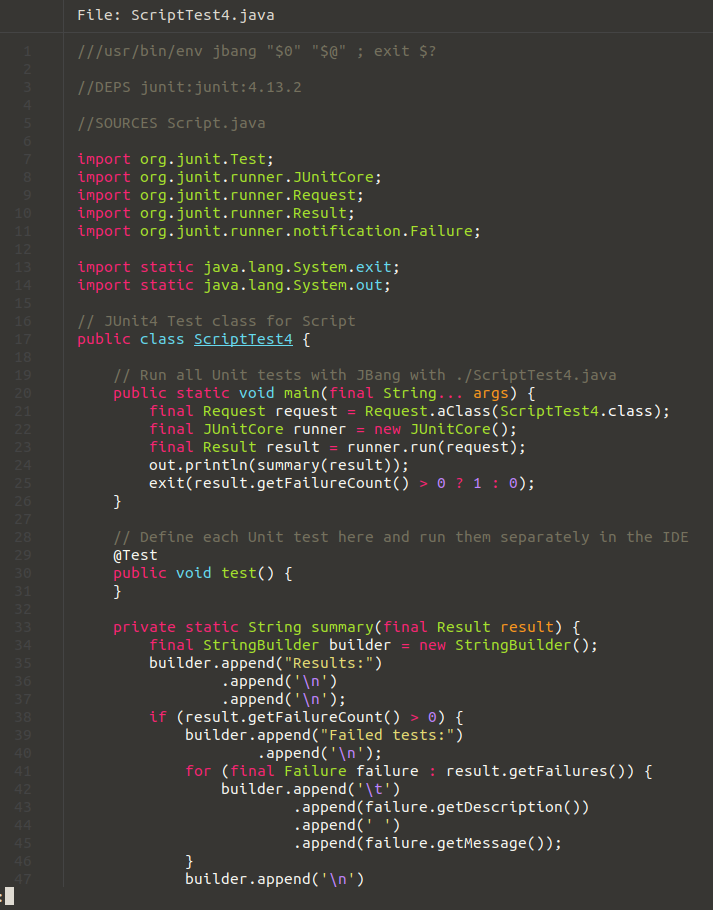 File: ScriptTest4.java
1 ///usr/bin/env jbang "$0" "$@" ; exit $?
2
3 //DEPS junit:junit:4.13.2
4
5 //SOURCES Script.java
6
7 import org.junit.Test;
8 import org.junit.runner.JUnitCore;
9 import org.junit.runner.Request;
10 import org.junit.runner.Result;
11 import org.junit.runner.notification.Failure;
12
13 import static java.lang.System.exit;
14 import static java.lang.System.out;
15
16 // JUnit4 Test class for Script
17 public class ScriptTest4 {
18
19     // Run all Unit tests with JBang with ./ScriptTest4.java
20     public static void main(final String... args) {
21         final Request request = Request.aClass(ScriptTest4.class);
22         final JUnitCore runner = new JUnitCore();
23         final Result result = runner.run(request);
24         out.println(summary(result));
25         exit(result.getFailureCount() > 0 ? 1 : 0);
26     }
27
28     // Define each Unit test here and run them separately in the IDE
29     @Test
30     public void test() {
31     }
32
33     private static String summary(final Result result) {
34         final StringBuilder builder = new StringBuilder();
35         builder.append("Results:")
36                 .append('\n')
37                 .append('\n');
38         if (result.getFailureCount() > 0) {
39             builder.append("Failed tests:")
40                     .append('\n');
41             for (final Failure failure : result.getFailures()) {
42                 builder.append('\t')
43                         .append(failure.getDescription())
44                         .append(' ')
45                         .append(failure.getMessage());
46             }
47             builder.append('\n')
: